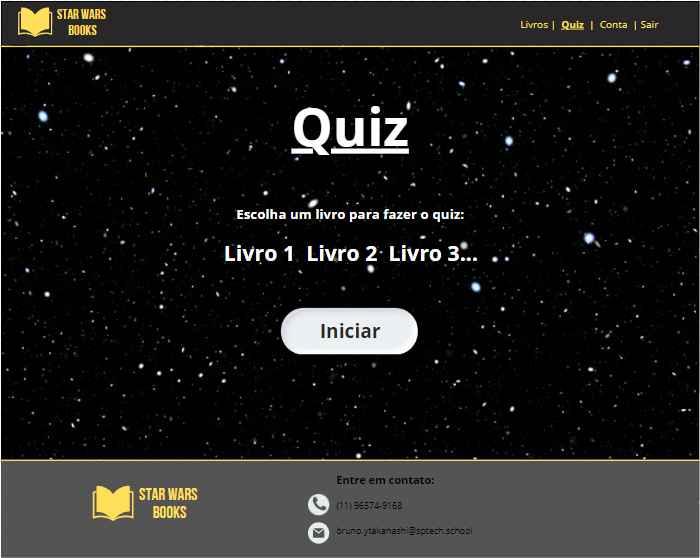 STAR WARS
BOOKS
Livros | Quiz | Conta | Sair
Quiz
Escolha um livro para fazer o quiz:
Livro 1 Livro 2 Livro 3...
Iniciar
STAR WARS
BOOKS
Entre em contato:
(11) 96574-9168
bruno.ytakahashi@sptech.school